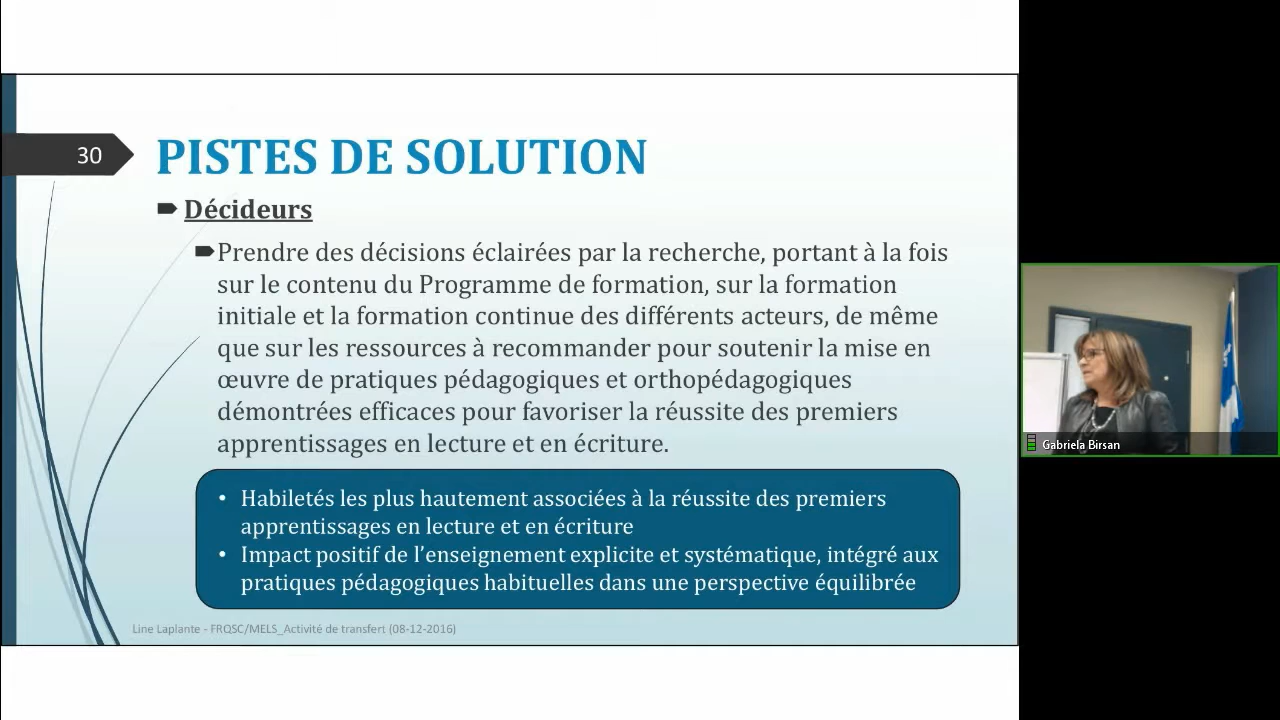 30
PISTES DE SOLUTION
Décideurs
Prendre des décisions éclairées par la recherche, portant à la fois
sur le contenu du Programme de formation, sur la formation
initiale et la formation continue des différents acteurs, de même
que sur les ressources à recommander pour soutenir la mise en
œuvre de pratiques pédagogiques et orthopédagogiques
démontrées efficaces pour favoriser la réussite des premiers
apprentissages en lecture et en écriture.
• Habiletés les plus hautement associées à la réussite des premiers
apprentissages en lecture et en écriture
• Impact positif de l’enseignement explicite et systématique, intégré aux
pratiques pédagogiques habituelles dans une perspective équilibrée
Line Laplante - FRQSC/MELS_Activité de transfert (08-12-2016)
Gabriela Birsan